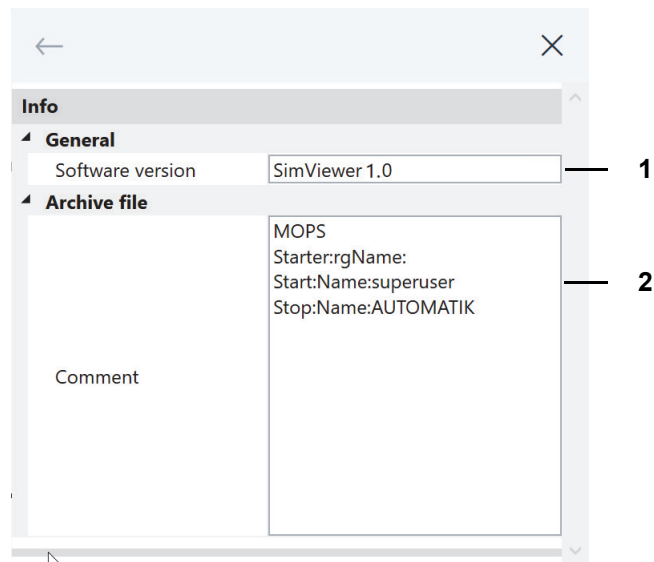 Info
General
Software version SimViewer 1.0 1
Archive file
MOPS
Starter:rgName:
Start:Name:superuser 2
Stop:Name:AUTOMATIK
Comment